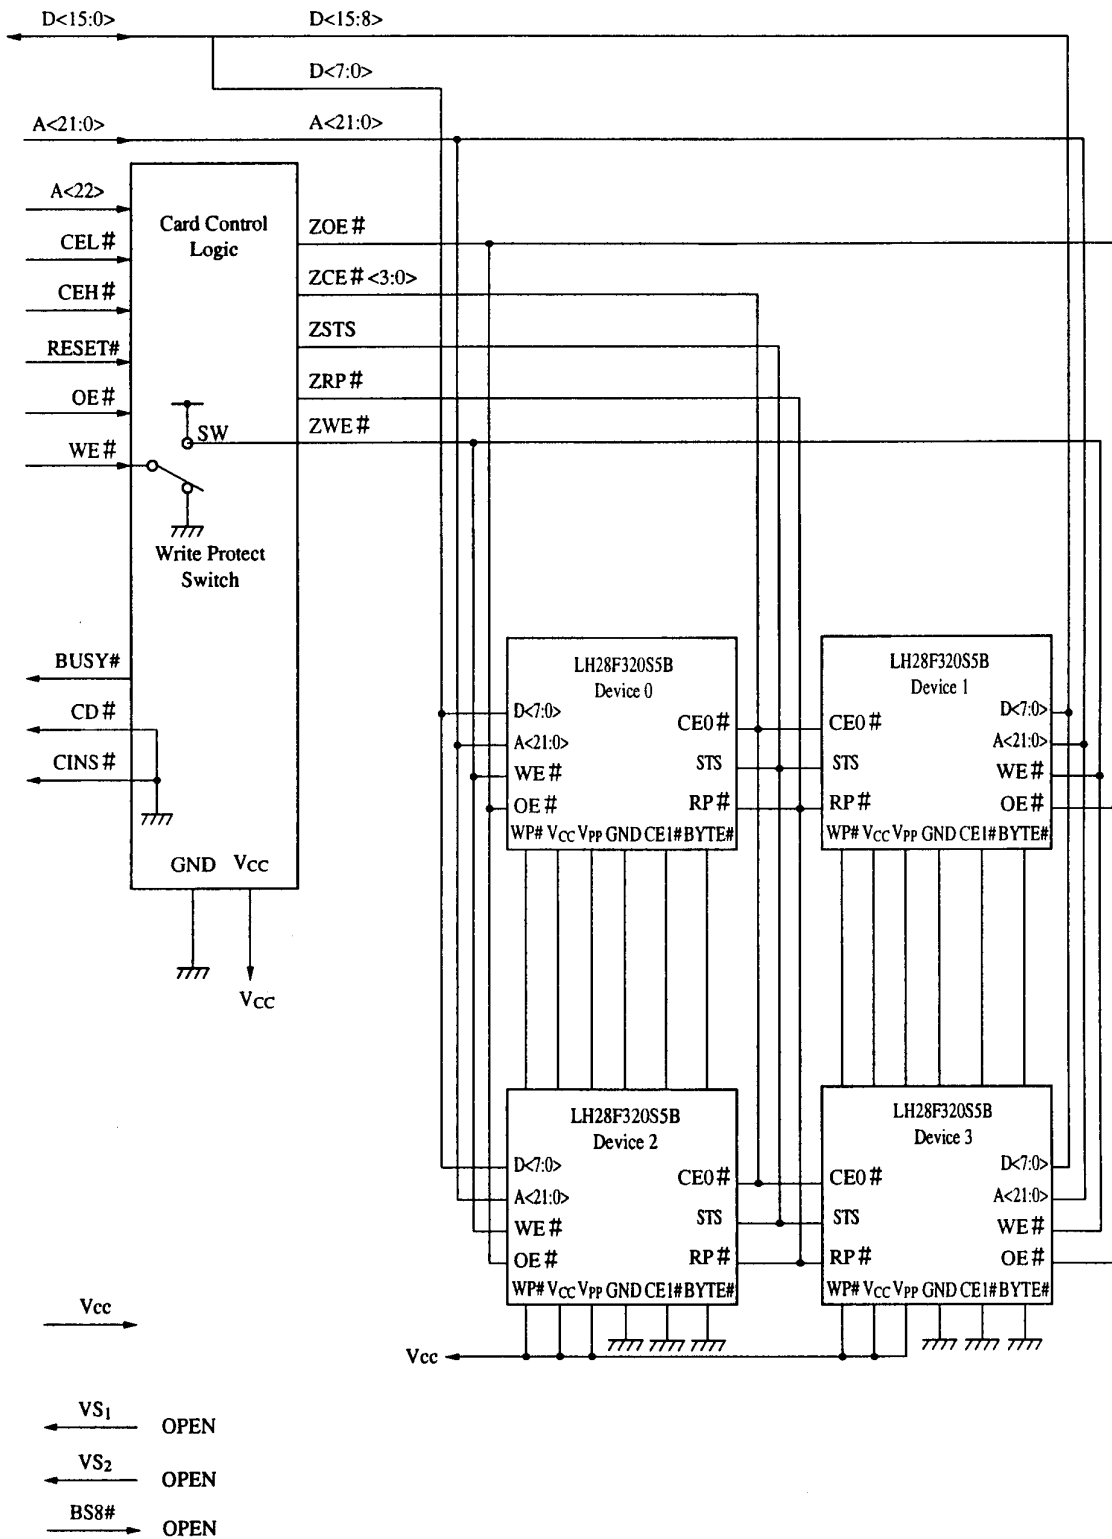 D<15:0> D<15:8>
D<7:0>
A<21:0> A<21:0>
A<22>
Card Control
Logic
CEL#
CEH#
RESET#
OE#
WE#
ZOE#
ZCE#<3:0>
ZSTS
ZRP#
ZWE#
SW
Write Protect
Switch
BUSY#
CD#
CINS#
GND VCC
VCC
LH28F320S5B
Device 0
D<7:0>
A<21:0>
WE#
OE#
CE0#
STS
RP#
WP# VCC VPP GND CE1# BYTE#
LH28F320S5B
Device 1
CE0#
STS
RP#
D<7:0>
A<21:0>
WE#
OE#
WP# VCC VPP GND CE1# BYTE#
LH28F320S5B
Device 2
D<7:0>
A<21:0>
WE#
OE#
CE0#
STS
RP#
WP# VCC VPP GND CE1# BYTE#
LH28F320S5B
Device 3
CE0#
STS
RP#
D<7:0>
A<21:0>
WE#
OE#
WP# VCC VPP GND CE1# BYTE#
Vcc
Vcc
VS1 OPEN
VS2 OPEN
BS8# OPEN